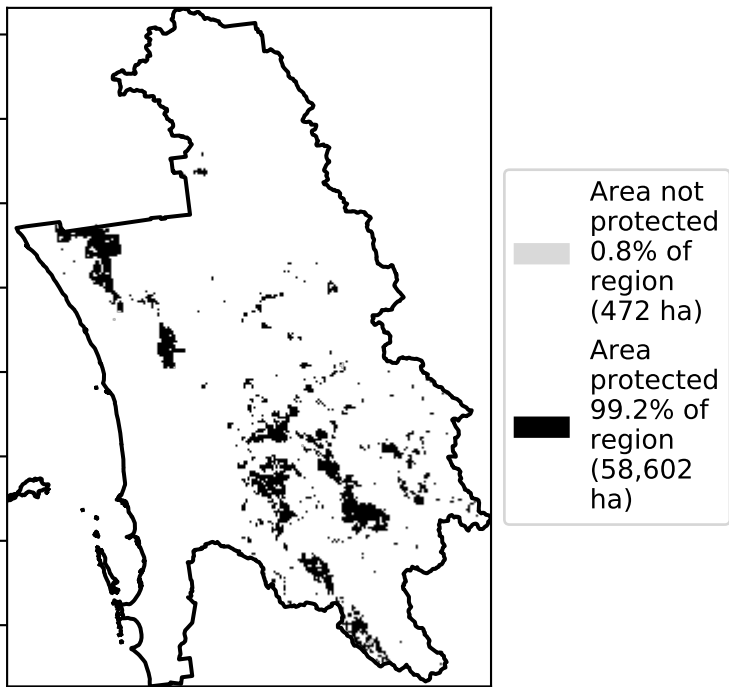 Area not
protected
0.8% of
region
(472 ha)
Area
protected
99.2% of
region
(58,602
ha)